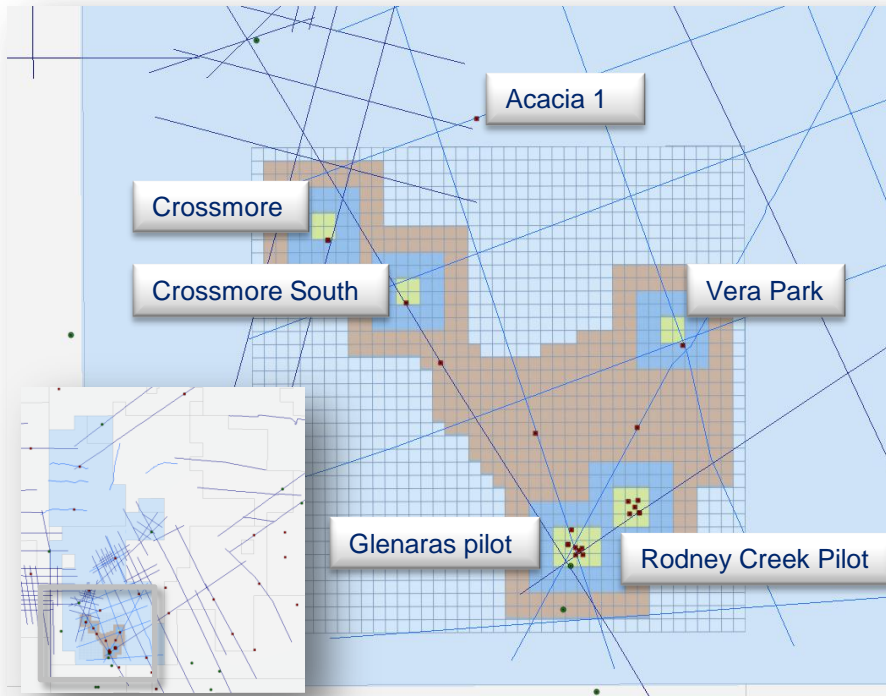 Acacia 1
Crossmore
Crossmore South
Vera Park
Glenaras pilot
Rodney Creek Pilot